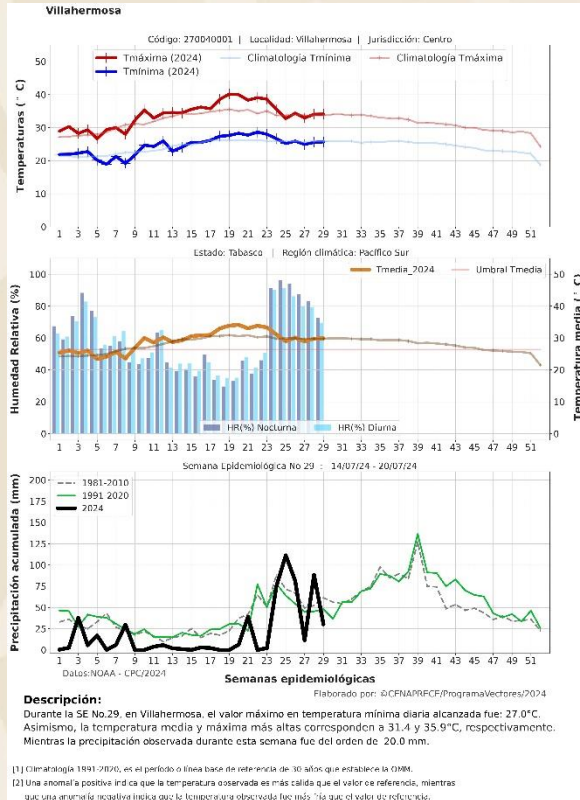 Villahermosa
Código: 270040001 | Localidad: Villahermosa | Jurisdicción: Centro
Tmáxima (2024)
Climatología Tmínima
Climatología Tmáxima
Tmínima (2024)
Temperaturas (° C)
50
40
30
20
10
0
1 3 5 7 9 11 13 15 17 19 21 23 25 27 29 31 33 35 37 39 41 43 45 47 49 51
Estado: Tabasco | Región climática: Pacífico Sur
Tmedia_2024
Umbral Tmedia
Humedad Relativa (%)
100
80
60
40
20
0
Temperatura media (° C)
50
40
30
20
10
0
HR(%) Nocturna
HR(%) Diurna
1 3 5 7 9 11 13 15 17 19 21 23 25 27 29 31 33 35 37 39 41 43 45 47 49 51
Semana Epidemiológica No 29 : 14/07/24 - 20/07/24
1981-2010
1991 2020
2024
Precipitación acumulada (mm)
200
175
150
125
100
75
50
25
0
1 3 5 7 9 11 13 15 17 19 21 23 25 27 29 31 33 35 37 39 41 43 45 47 49 51
Datos:NOAA - CPC/2024
Semanas epidemiológicas
Elaborado por: ©CENAPRECE/ProgramaVectores/2024
Descripción:
Durante la SE No.29, en Villahermosa, el valor máximo en temperatura mínima diaria alcanzada fue: 27.0°C.
Asimismo, la temperatura media y máxima más altas corresponden a 31.4 y 35.9°C, respectivamente.
Mientras la precipitación observada durante esta semana fue del orden de 20.0 mm.
[1] Climatología 1991-2020, es el período o línea base de referencia de 30 años que establece la OMM.
[2] Una anomalía positiva indica que la temperatura observada es más cálida que el valor de referencia, mientras
que una anomalía negativa indica que la temperatura observada fue más fría que el valor de referencia.